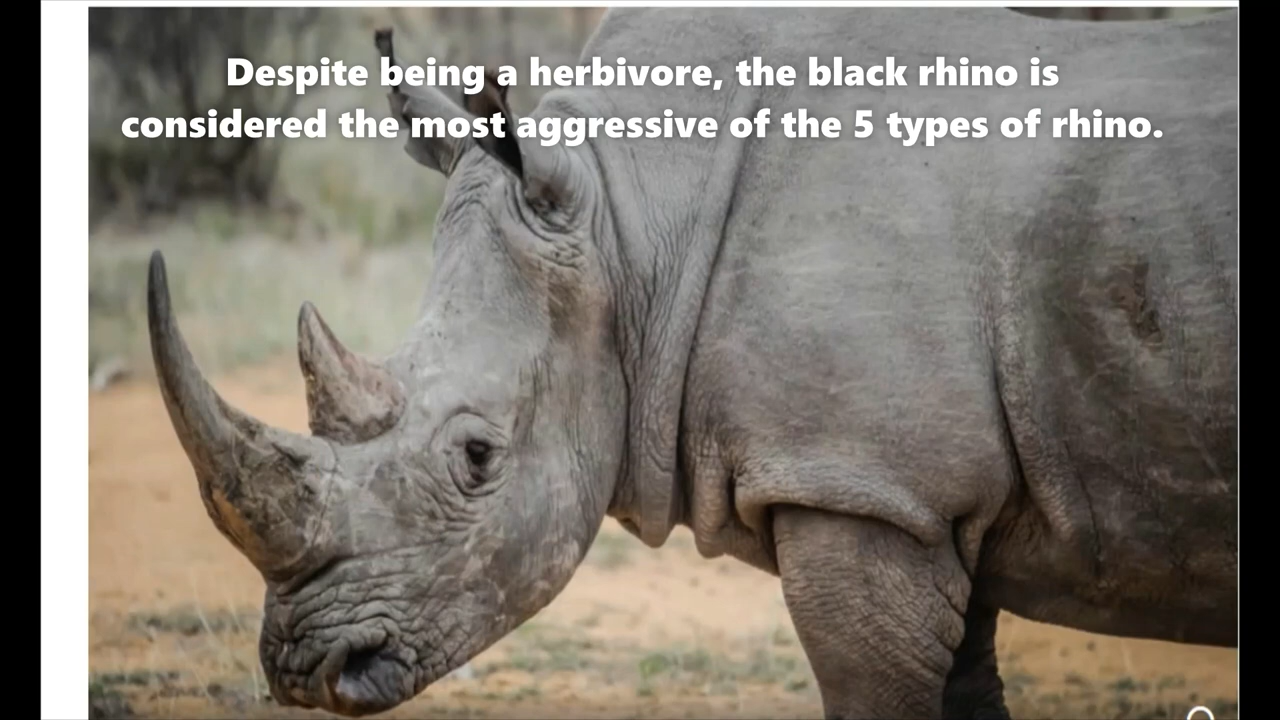 Despite being a herbivore, the black rhino is
considered the most aggressive of the 5 types of rhino.